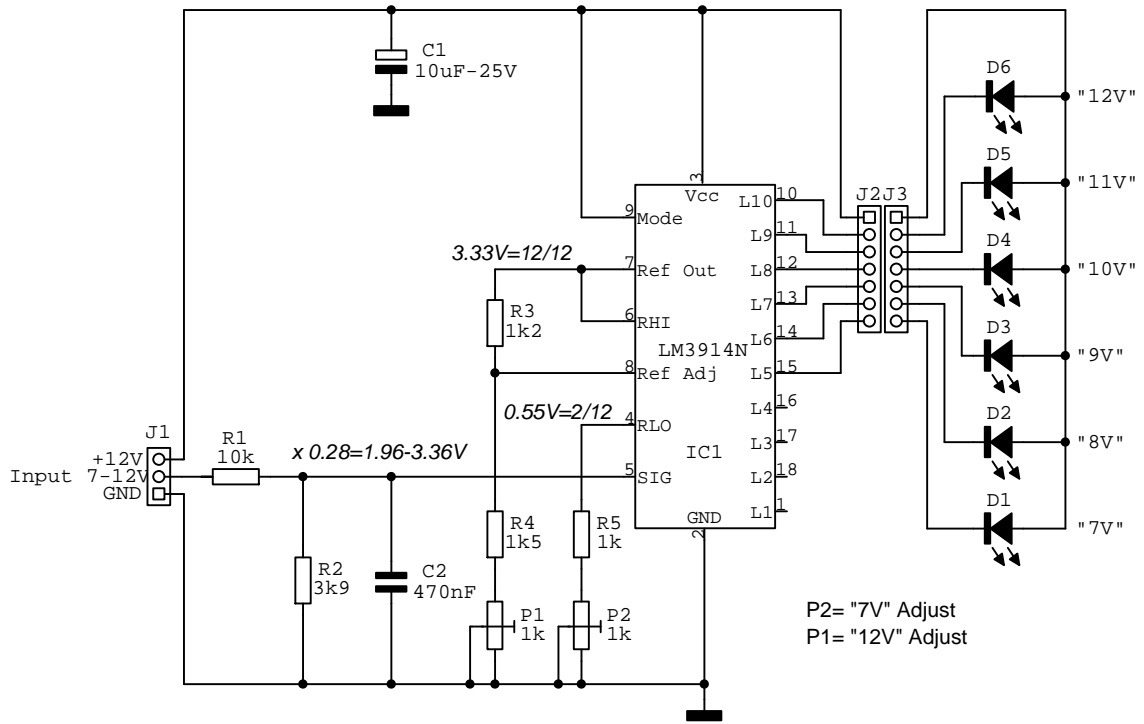 C1
10uF-25V
D6
"12V"
D5
"11V"
D4
"10V"
D3
"9V"
D2
"8V"
D1
"7V"
J2
J3
3
Vcc
9
Mode
L10
10
L9
11
3.33V=12/12
7
Ref Out
L8
12
L7
13
R3
1k2
6
RHI
L6
14
LM3914N
8
Ref Adj
L5
15
0.55V=2/12
4
RLO
L4
16
L3
17
IC1
J1
R1
10k
x 0.28=1.96-3.36V
5
SIG
L2
18
L1
1
GND
2
+12V
Input 7-12V
GND
R4
1k5
R5
1k
R2
3k9
C2
470nF
P1
1k
P2
1k
P2= "7V" Adjust
P1= "12V" Adjust